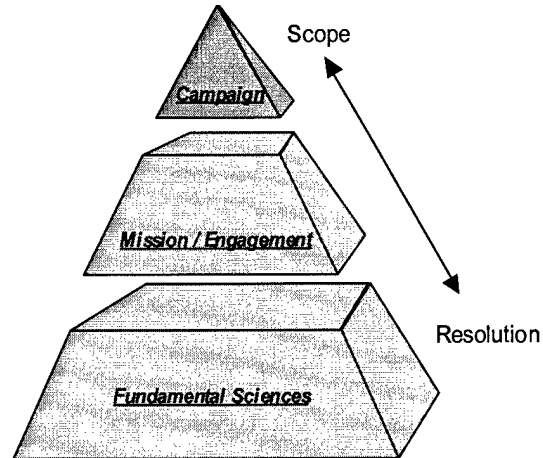 Scope
Campaign
Mission / Engagement
Resolution
Fundamental Sciences